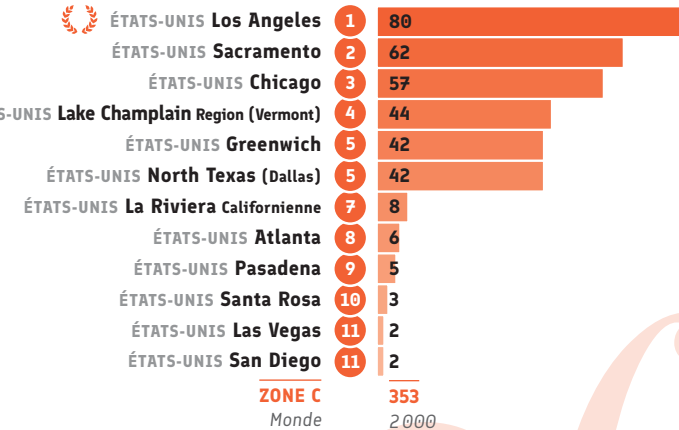 ÉTATS-UNIS Los Angeles 1 80
ÉTATS-UNIS Sacramento 2 62
ÉTATS-UNIS Chicago 3 57
S-UNIS Lake Champlain Region (Vermont) 4 44
ÉTATS-UNIS Greenwich 5 42
ÉTATS-UNIS North Texas (Dallas) 5 42
ÉTATS-UNIS La Riviera Californienne 7 8
ÉTATS-UNIS Atlanta 8 6
ÉTATS-UNIS Pasadena 9 5
ÉTATS-UNIS Santa Rosa 10 3
ÉTATS-UNIS Las Vegas 11 2
ÉTATS-UNIS San Diego 11 2
ZONE C 353
Monde 2000